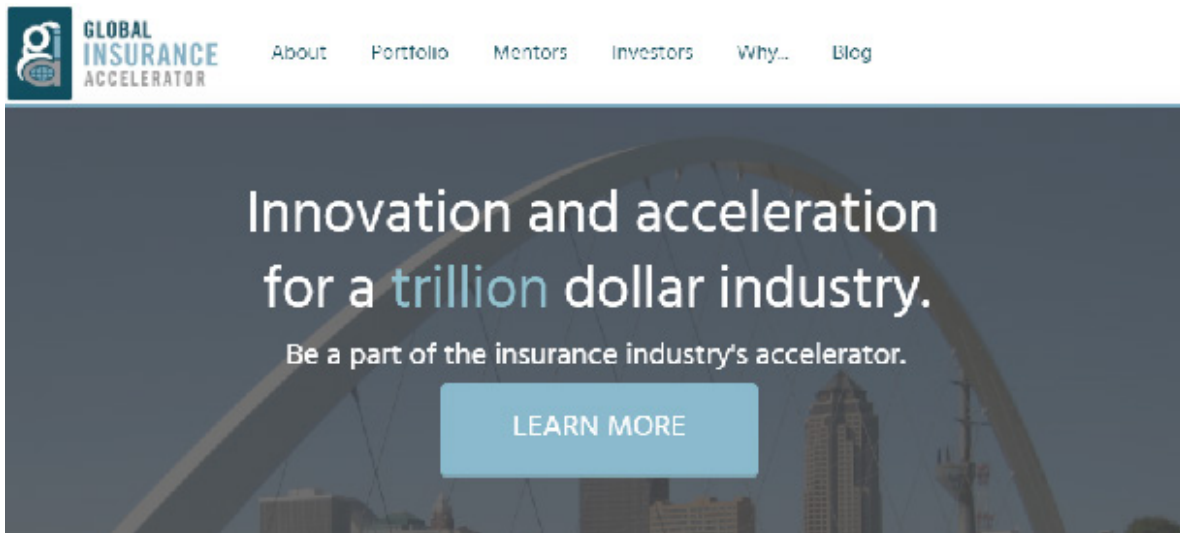 gia
GLOBAL
INSURANCE
ACCELERATOR
About Portfolio Mentors Investors Why... Blog
Innovation and acceleration
for a trillion dollar industry.
Be a part of the insurance industry's accelerator.
LEARN MORE